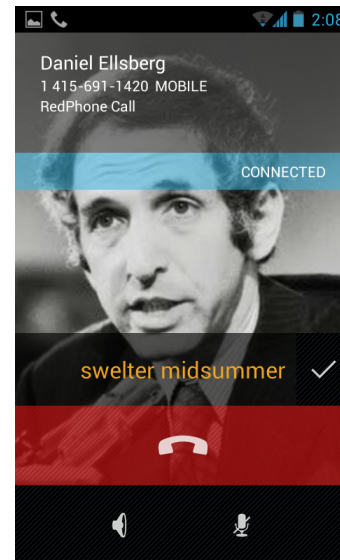 2:08
Daniel Ellsberg
1 415-691-1420 MOBILE
RedPhone Call
CONNECTED
swelter midsummer